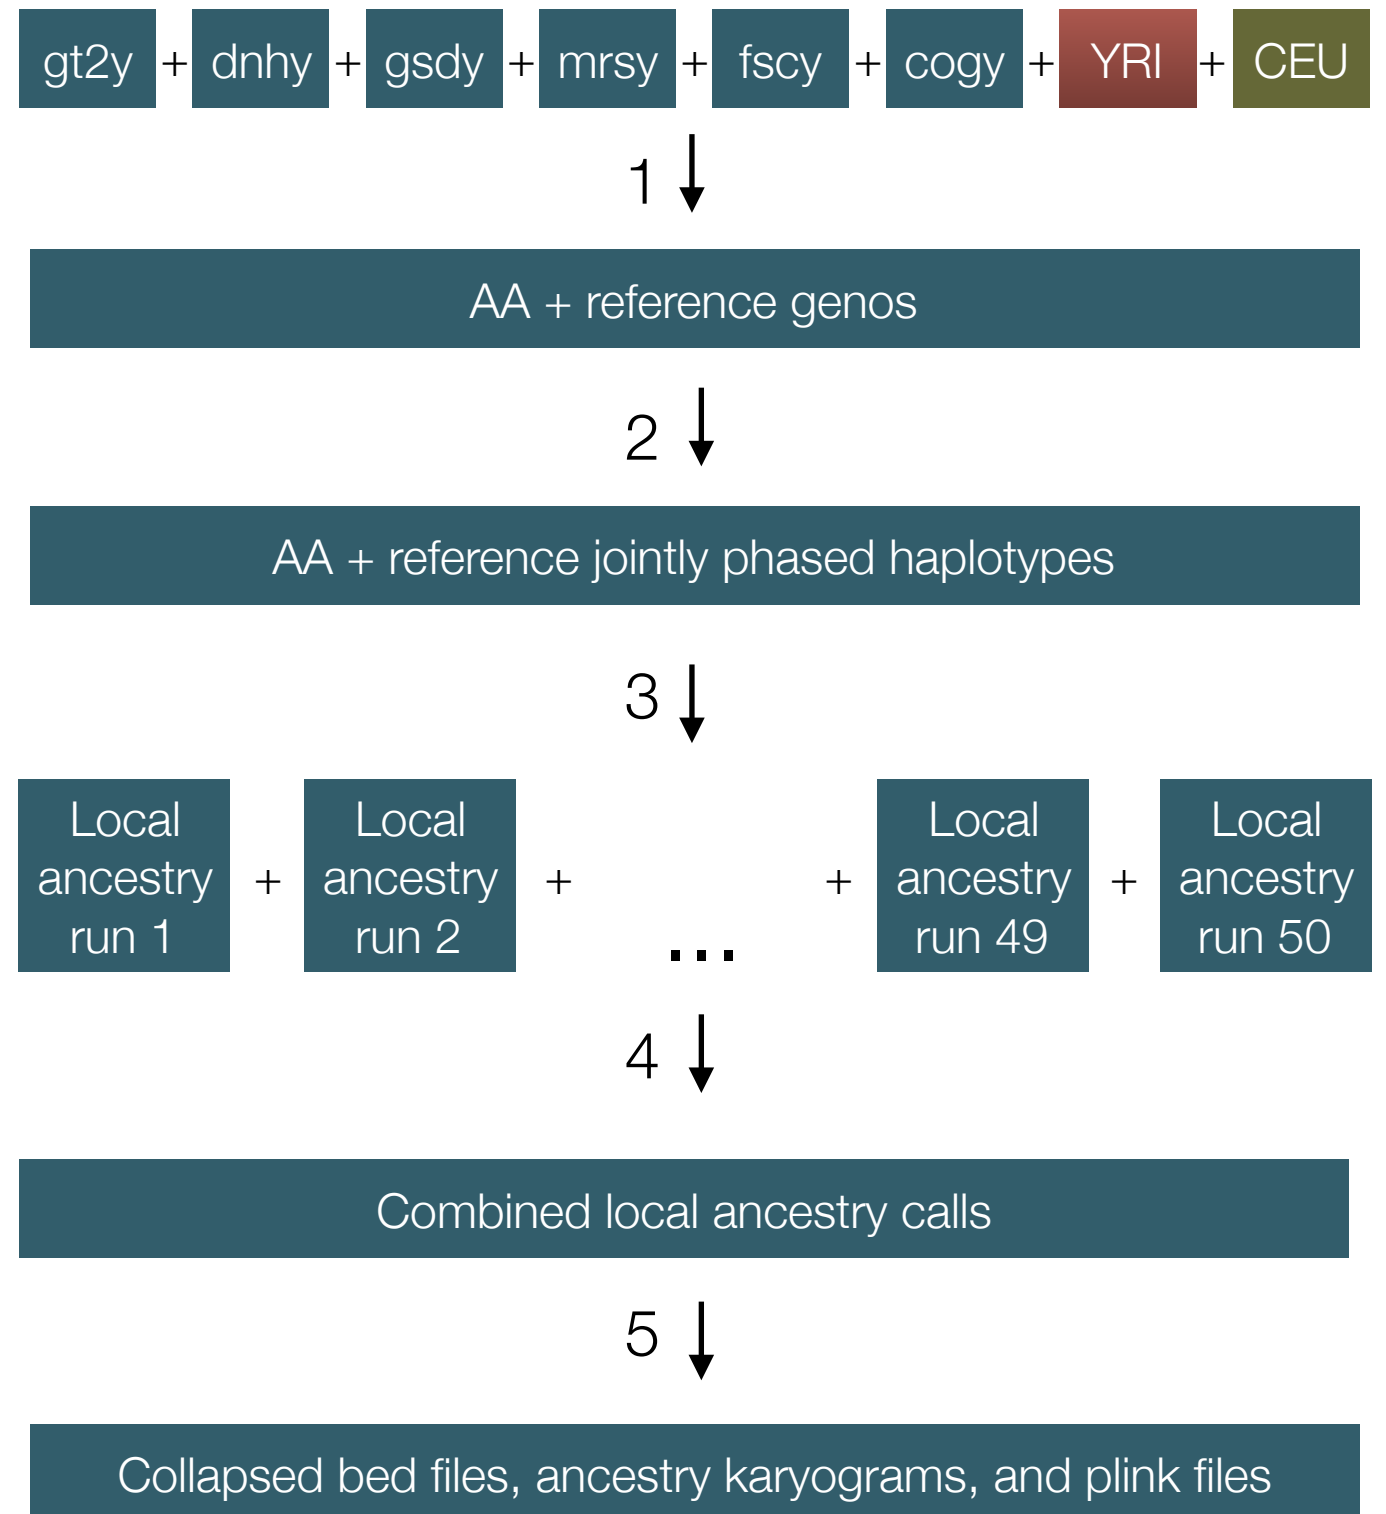 gt2y + dnhy + gsdy + mrsy + fscy + cogy + YRI + CEU
1
AA + reference genos
2
AA + reference jointly phased haplotypes
3
Local ancestry run 1 + Local ancestry run 2 + ... + Local ancestry run 49 + Local ancestry run 50
4
Combined local ancestry calls
5
Collapsed bed files, ancestry karyograms, and plink files